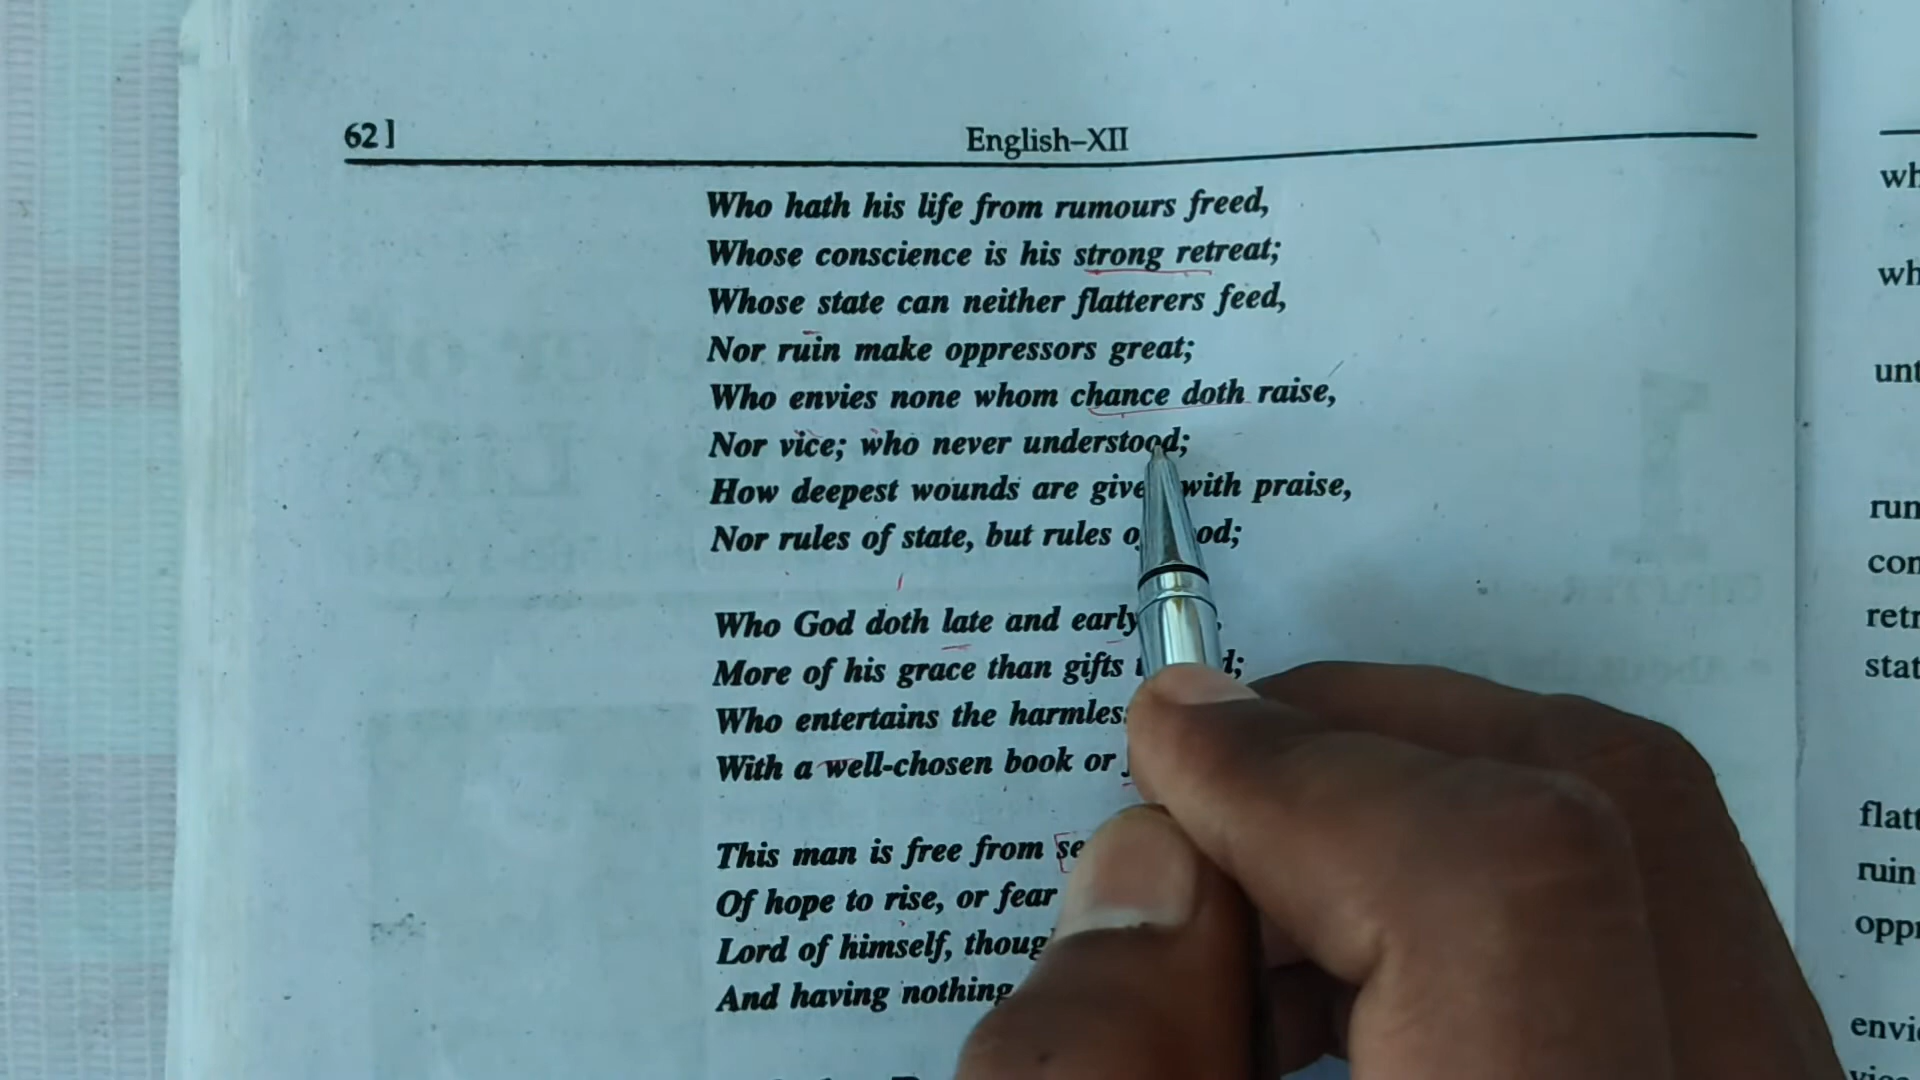 62]
English–XII
Who hath his life from rumours freed,
Whose conscience is his strong retreat;
Whose state can neither flatterers feed,
Nor ruin make oppressors great;
Who envies none whom chance doth raise,
Nor vice; who never understood;
How deepest wounds are give with praise,
Nor rules of state, but rules
Who God doth late and early
More of his grace than gifts
Who entertains the
With a well-chosen book or
This man is free from
Of hope to rise, or fear
Lord of himself,
And having nothing
wh
wh
unt
run
con
retr
stat
flatt
ruin
oppr
envi